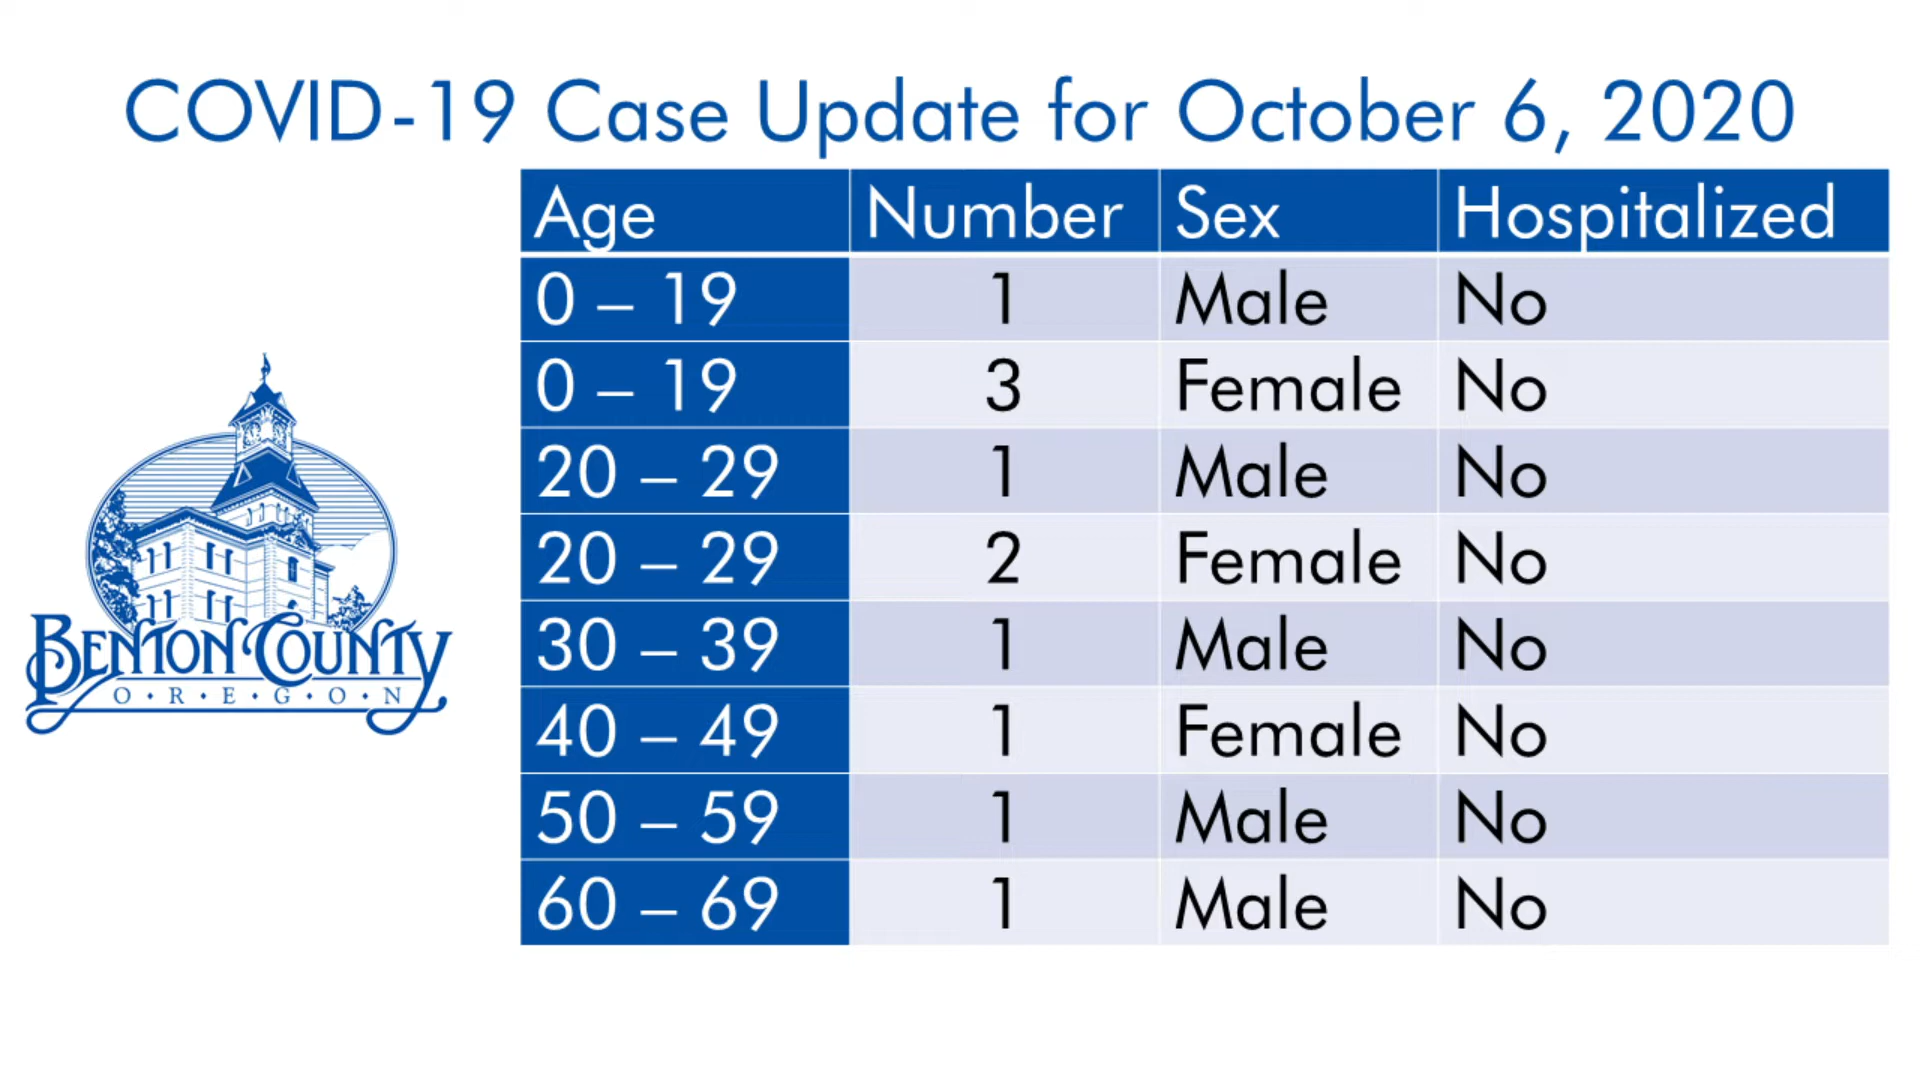 COVID-19 Case Update for October 6, 2020
Age Number Sex Hospitalized
0 – 19 1 Male No
0 – 19 3 Female No
20 – 29 1 Male No
20 – 29 2 Female No
30 – 39 1 Male No
40 – 49 1 Female No
50 – 59 1 Male No
60 – 69 1 Male No
BENTON COUNTY
O • R • E • G • O • N